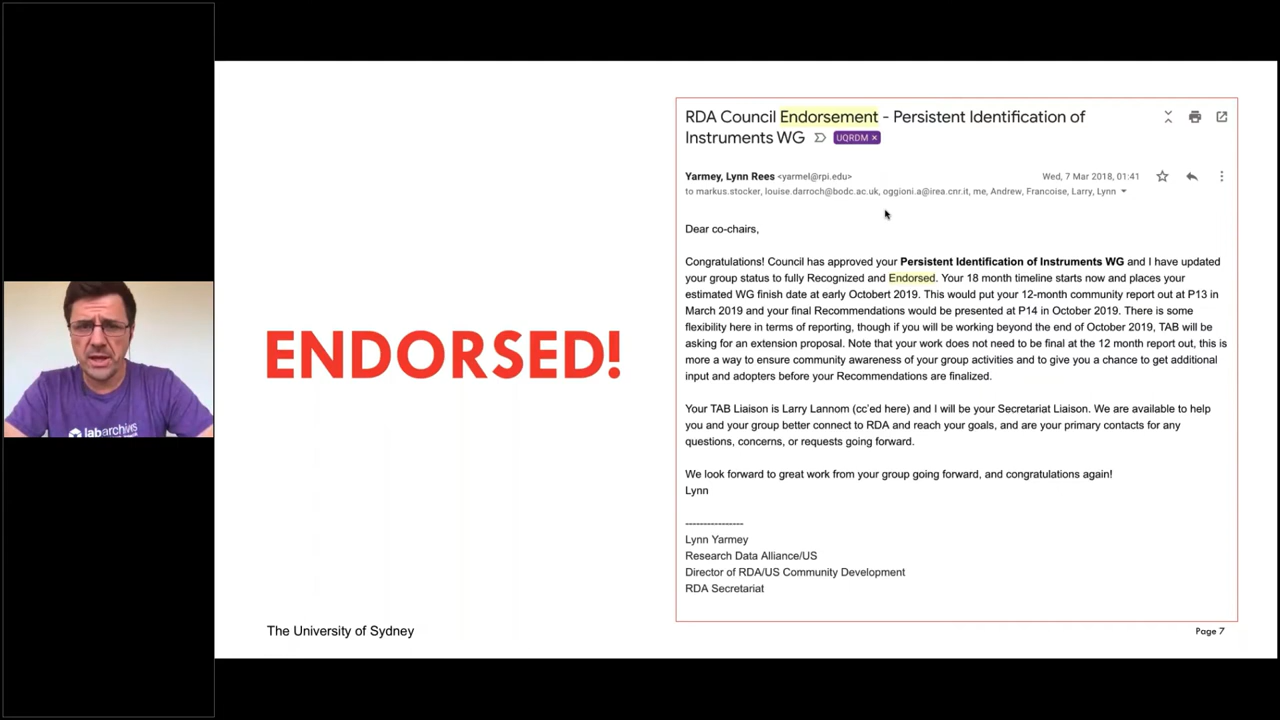 RDA Council Endorsement - Persistent Identification of
Instruments WG UQRDM ×
Yarmey, Lynn Rees <yarmel@rpi.edu> Wed, 7 Mar 2018, 01:41
to markus.stocker, louise.darroch@bodc.ac.uk, oggioni.a@irea.cnr.it, me, Andrew, Francoise, Larry, Lynn
Dear co-chairs,
Congratulations! Council has approved your Persistent Identification of Instruments WG and I have updated
your group status to fully Recognized and Endorsed. Your 18 month timeline starts now and places your
estimated WG finish date at early Octobert 2019. This would put your 12-month community report out at P13 in
March 2019 and your final Recommendations would be presented at P14 in October 2019. There is some
flexibility here in terms of reporting, though if you will be working beyond the end of October 2019, TAB will be
asking for an extension proposal. Note that your work does not need to be final at the 12 month report out, this is
more a way to ensure community awareness of your group activities and to give you a chance to get additional
input and adopters before your Recommendations are finalized.
Your TAB Liaison is Larry Lannom (cc'ed here) and I will be your Secretariat Liaison. We are available to help
you and your group better connect to RDA and reach your goals, and are your primary contacts for any
questions, concerns, or requests going forward.
We look forward to great work from your group going forward, and congratulations again!
Lynn
----------------
Lynn Yarmey
Research Data Alliance/US
Director of RDA/US Community Development
RDA Secretariat
ENDORSED!
labarchives
The University of Sydney
Page 7